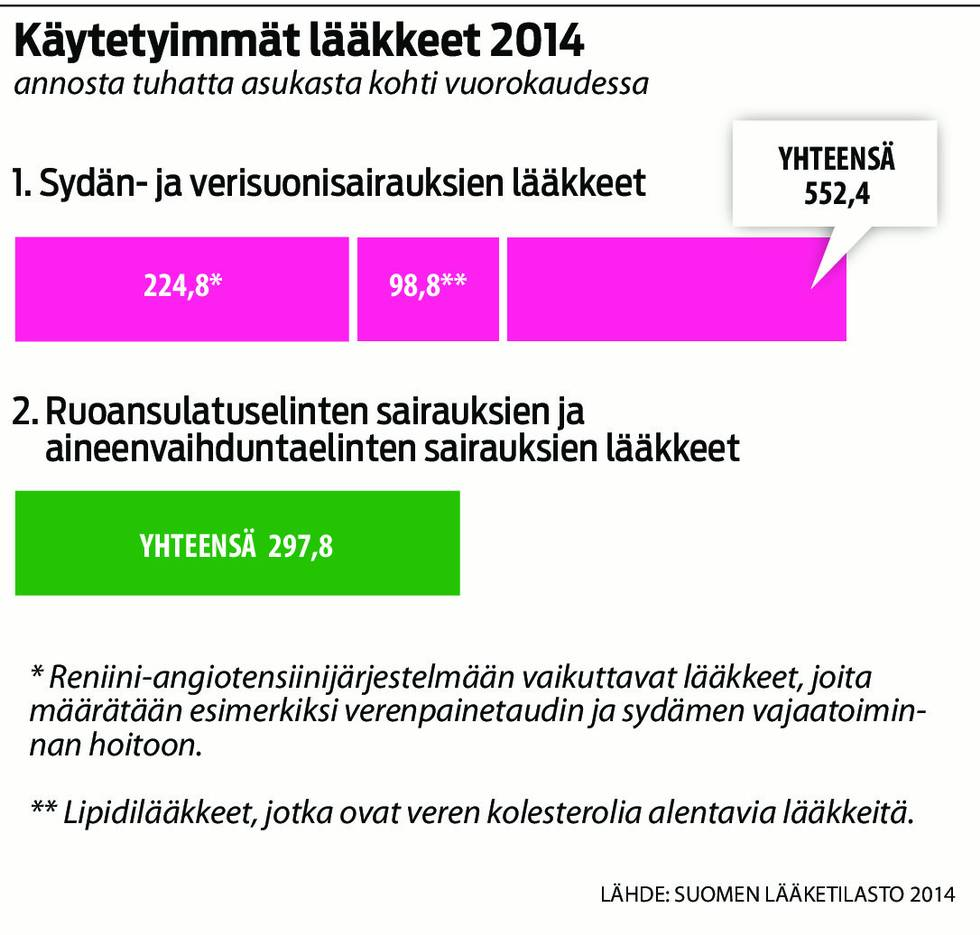 Käytetyimmät lääkkeet 2014
annosta tuhatta asukasta kohti vuorokaudessa
YHTEENSÄ
552,4
1. Sydän- ja verisuonisairauksien lääkkeet
224,8* 98,8**
2. Ruoansulatuselinten sairauksien ja
aineenvaihduntaelinten sairauksien lääkkeet
YHTEENSÄ 297,8
* Reniini-angiotensiinijärjestelmään vaikuttavat lääkkeet, joita
määrätään esimerkiksi verenpainetaudin ja sydämen vajaatoimin-
nan hoitoon.
** Lipidilääkkeet, jotka ovat veren kolesterolia alentavia lääkkeitä.
LÄHDE: SUOMEN LÄÄKETILASTO 2014